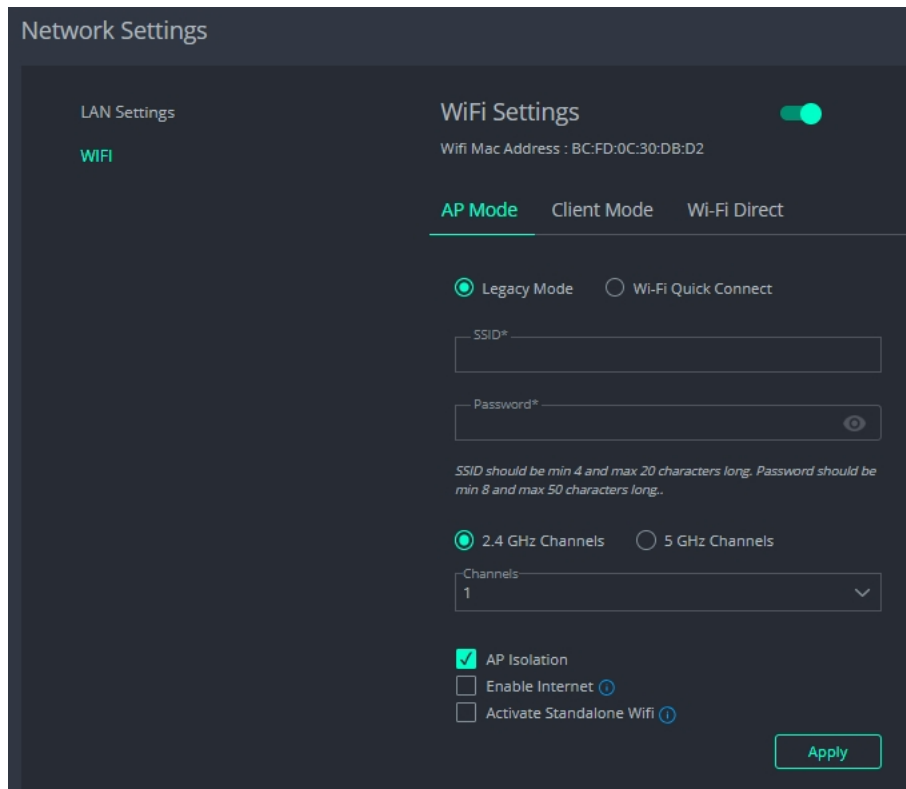 Network Settings
LAN Settings
WIFI
WiFi Settings
Wifi Mac Address : BC:FD:0C:30:DB:D2
AP Mode Client Mode Wi-Fi Direct
Legacy Mode Wi-Fi Quick Connect
SSID*
Password*
SSID should be min 4 and max 20 characters long. Password should be
min 8 and max 50 characters long..
2.4 GHz Channels 5 GHz Channels
Channels
1
AP Isolation
Enable Internet
Activate Standalone Wifi
Apply